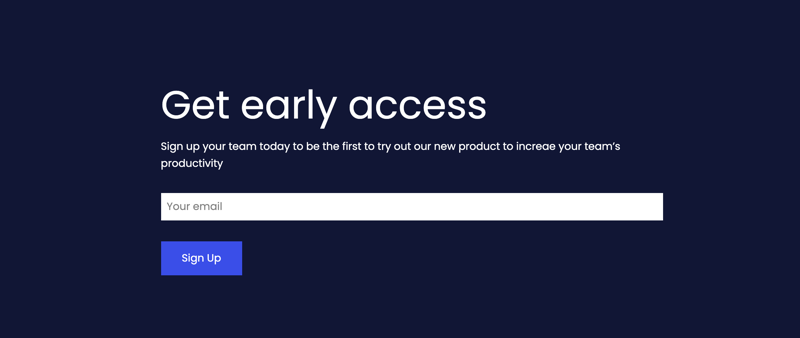 Get early access
Sign up your team today to be the first to try out our new product to increae your team’s
productivity
Your email
Sign Up